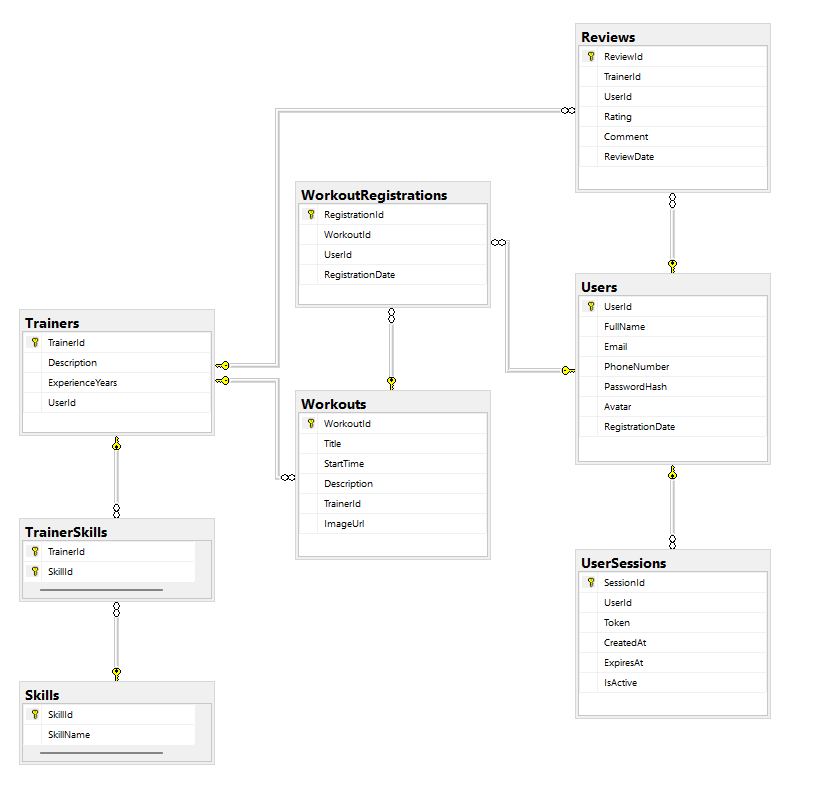 Reviews
ReviewId
TrainerId
UserId
Rating
Comment
ReviewDate
WorkoutRegistrations
RegistrationId
WorkoutId
UserId
RegistrationDate
Users
UserId
FullName
Email
PhoneNumber
PasswordHash
Avatar
RegistrationDate
Trainers
TrainerId
Description
ExperienceYears
UserId
Workouts
WorkoutId
Title
StartTime
Description
TrainerId
ImageUrl
TrainerSkills
TrainerId
SkillId
UserSessions
SessionId
UserId
Token
CreatedAt
ExpiresAt
IsActive
Skills
SkillId
SkillName